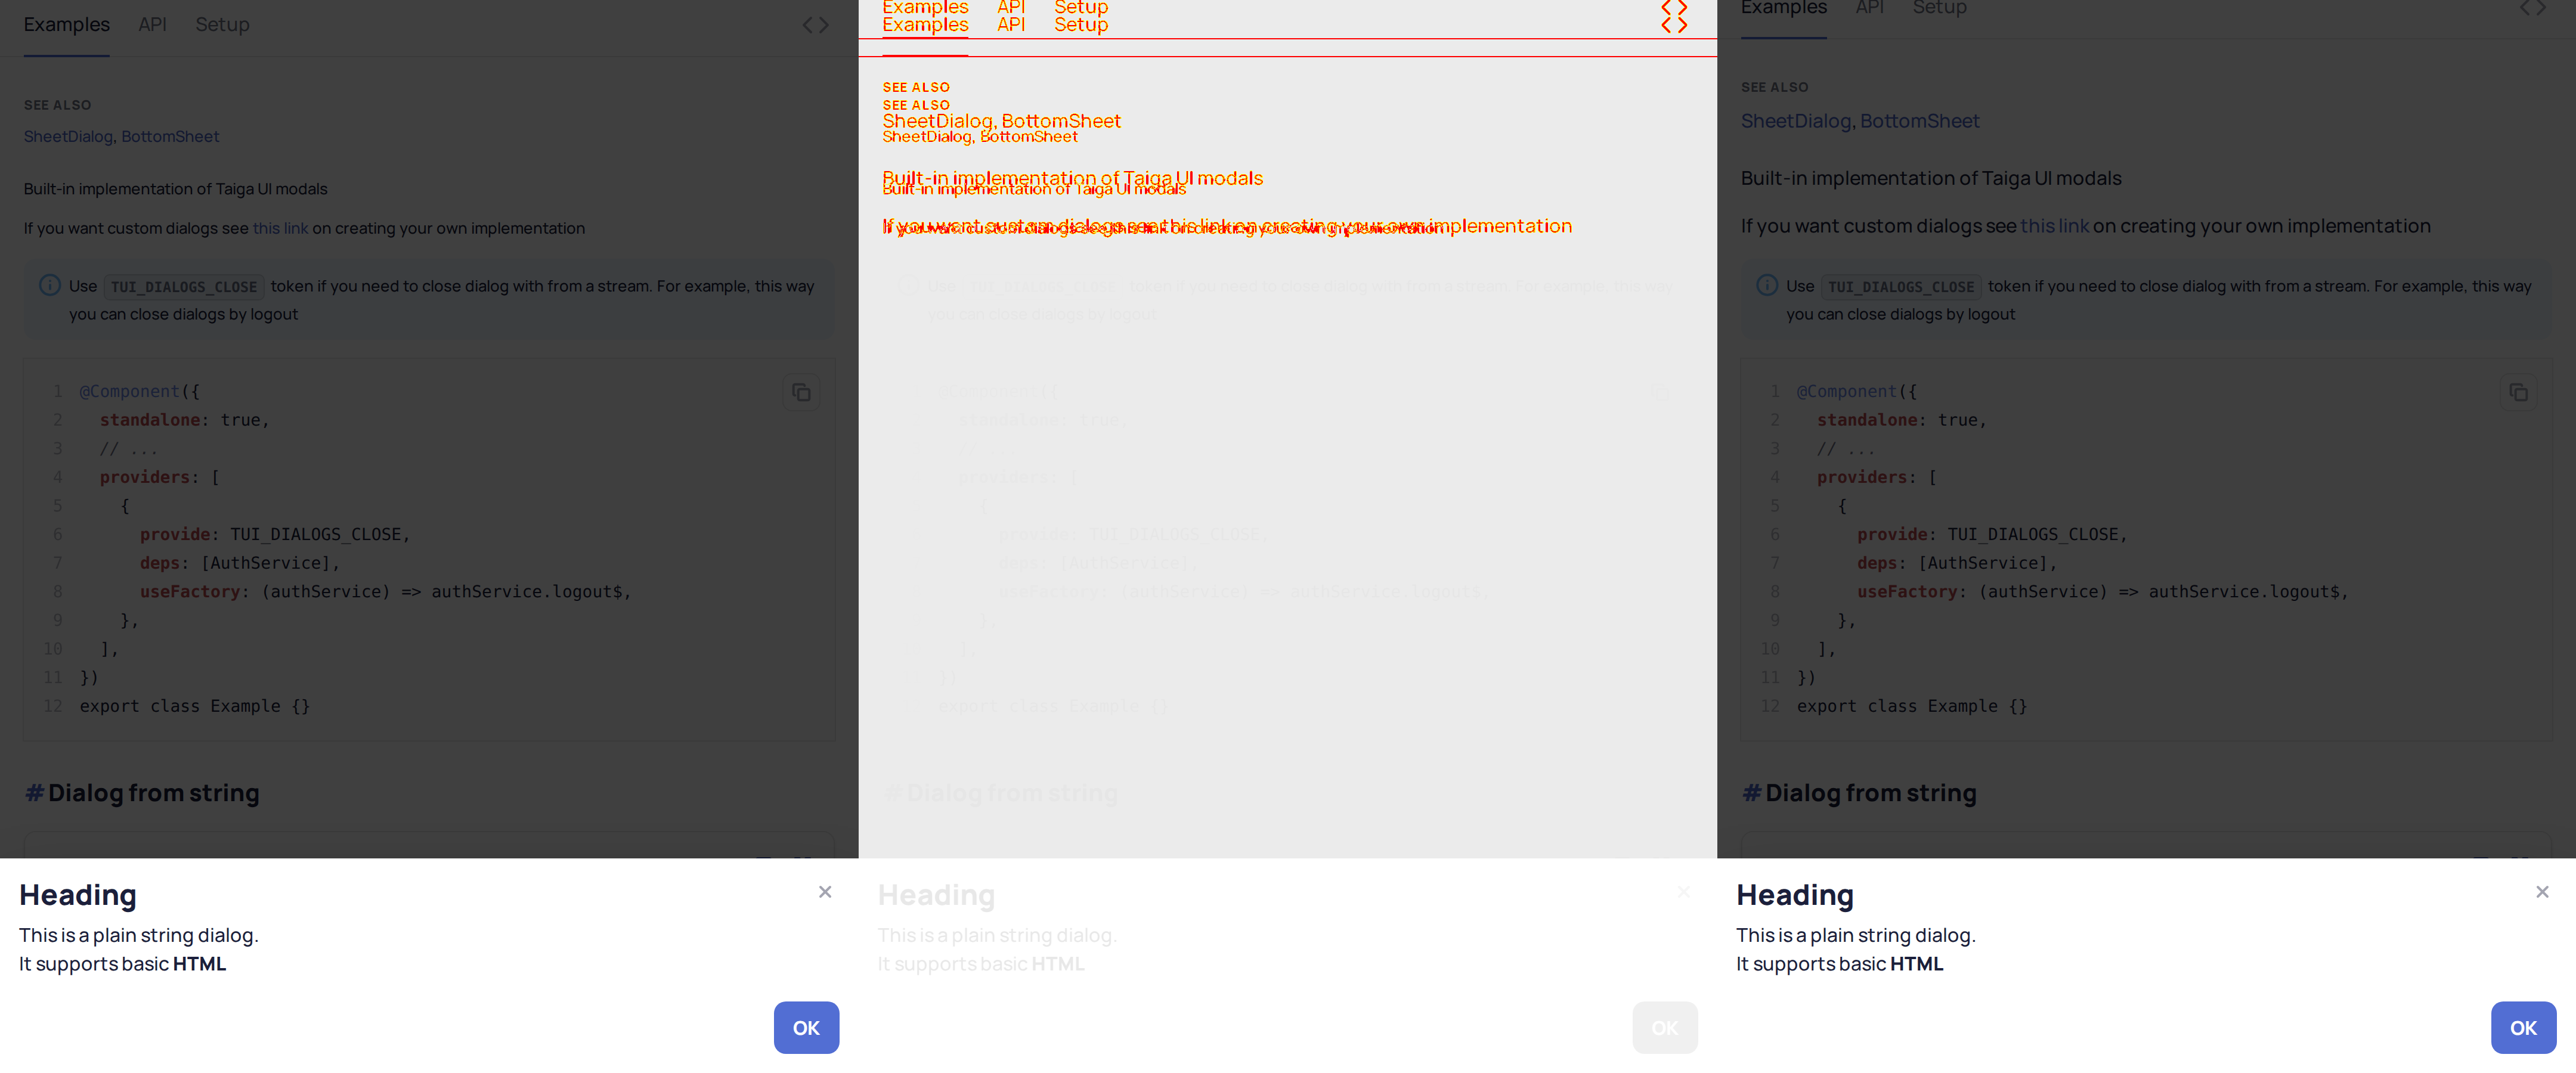 Examples API Setup
SEE ALSO
SheetDialog, BottomSheet
Built-in implementation of Taiga UI modals
If you want custom dialogs see this link on creating your own implementation
Use TUI_DIALOGS_CLOSE token if you need to close dialog with from a stream. For example, this way
you can close dialogs by logout
1 @Component({
2 standalone: true,
3 // ...
4 providers: [
5 {
6 provide: TUI_DIALOGS_CLOSE,
7 deps: [AuthService],
8 useFactory: (authService) => authService.logout$,
9 },
10 ],
11 })
12 export class Example {}
# Dialog from string
Heading
This is a plain string dialog.
It supports basic HTML
OK
Examples API Setup
Examples API Setup
SEE ALSO
SEE ALSO
SheetDialog, BottomSheet
SheetDialog, BottomSheet
Built-in implementation of Taiga UI modals
Built-in implementation of Taiga UI modals
If you want custom dialogs see this link on creating your own implementation
If you want custom dialogs see this link on creating your own implementation
Use TUI_DIALOGS_CLOSE token if you need to close dialog with from a stream. For example, this way
you can close dialogs by logout
@Component({
standalone: true,
//
providers: [
{
provide: TUI_DIALOGS_CLOSE,
deps: [AuthService],
useFactory: (authService) => authService.logout$,
},
],
})
export class Example {}
# Dialog from string
Heading
This is a plain string dialog.
It supports basic HTML
OK
Examples API Setup
SEE ALSO
SheetDialog, BottomSheet
Built-in implementation of Taiga UI modals
If you want custom dialogs see this link on creating your own implementation
Use TUI_DIALOGS_CLOSE token if you need to close dialog with from a stream. For example, this way
you can close dialogs by logout
1 @Component({
2 standalone: true,
3 // ...
4 providers: [
5 {
6 provide: TUI_DIALOGS_CLOSE,
7 deps: [AuthService],
8 useFactory: (authService) => authService.logout$,
9 },
10 ],
11 })
12 export class Example {}
# Dialog from string
Heading
This is a plain string dialog.
It supports basic HTML
OK